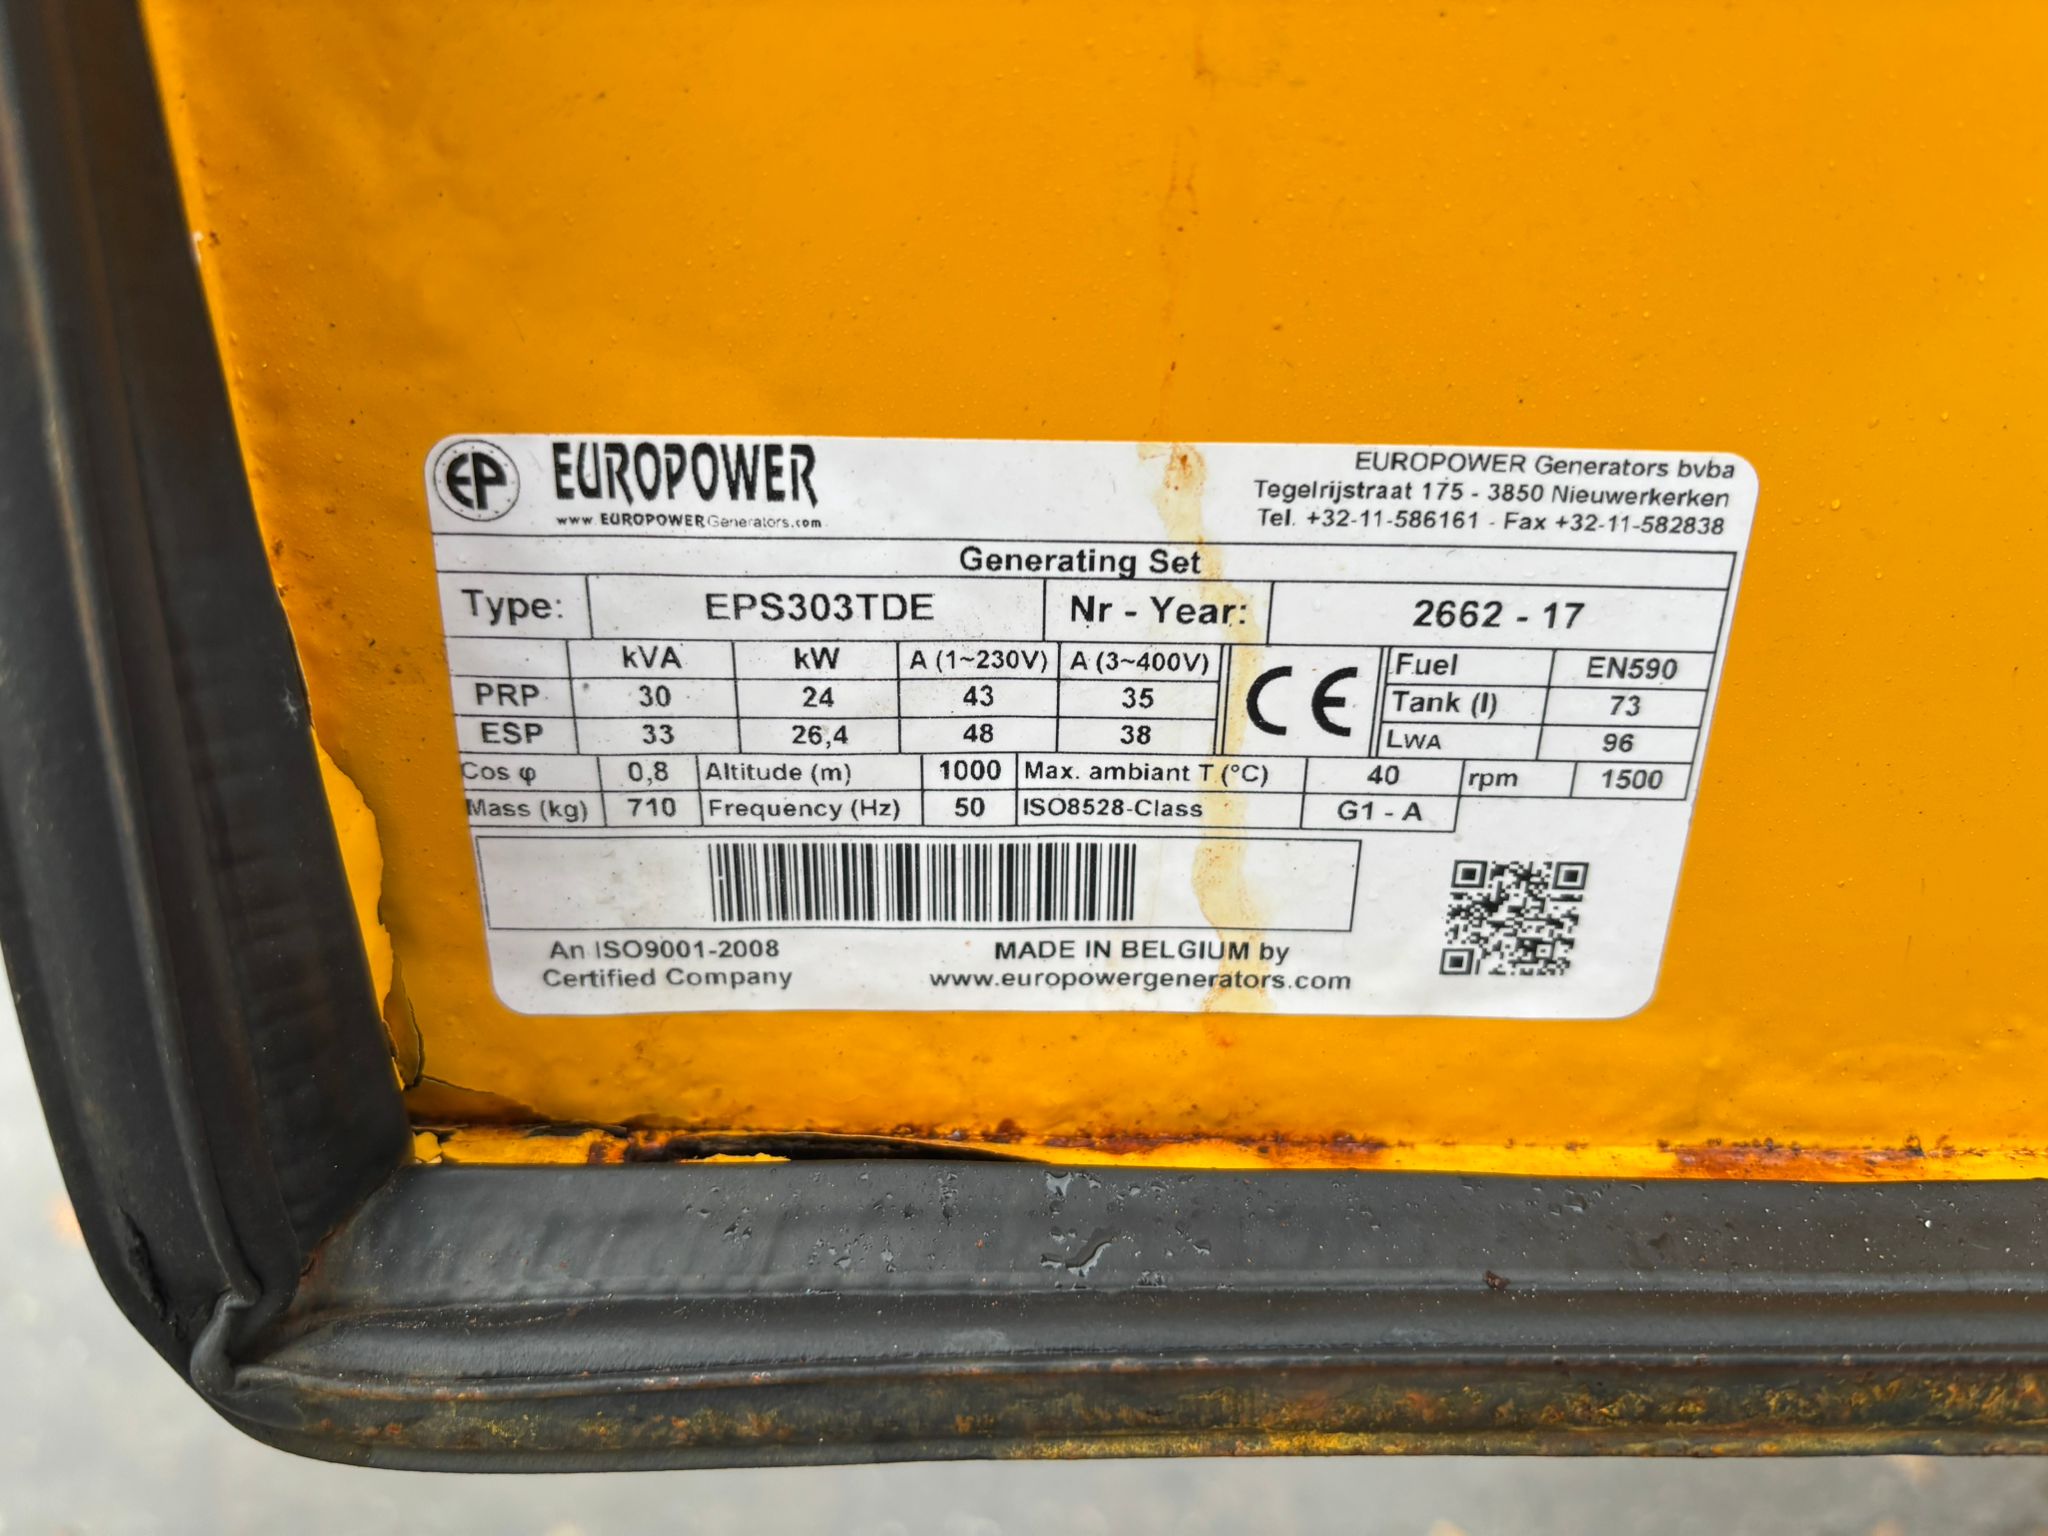 EP EUROPOWER
www.EUROPOWERGenerators.com
EUROPOWER Generators bvba
Tegelrijstraat 175 - 3850 Nieuwerkerken
Tel. +32-11-586161 - Fax +32-11-582838
Generating Set
Type: EPS303TDE Nr - Year: 2662 - 17
kVA kW A (1~230V) A (3~400V) CE Fuel EN590
PRP 30 24 43 35 Tank (l) 73
ESP 33 26,4 48 38 LWA 96
Cos φ 0,8 Altitude (m) 1000 Max. ambiant T (°C) 40 rpm 1500
Mass (kg) 710 Frequency (Hz) 50 ISO8528-Class G1 - A
An ISO9001-2008
Certified Company
MADE IN BELGIUM by
www.europowergenerators.com